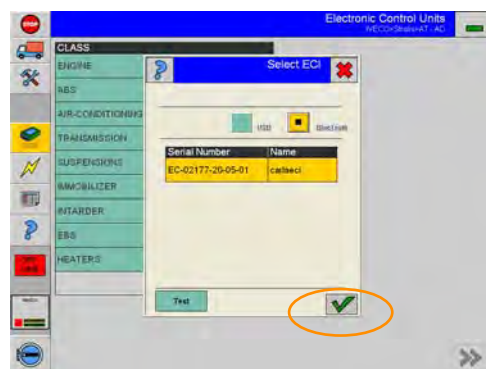 STOP
Electronic Control Units
IVECO>Stralis>AT - AD
CLASS
ENGINE
ABS
AIR-CONDITIONING
TRANSMISSION
SUSPENSIONS
IMMOBILIZER
INTARDER
EBS
HEATERS
Select ECI
USB
Bluetooth
Serial Number Name
EC-02177-20-05-01
Test